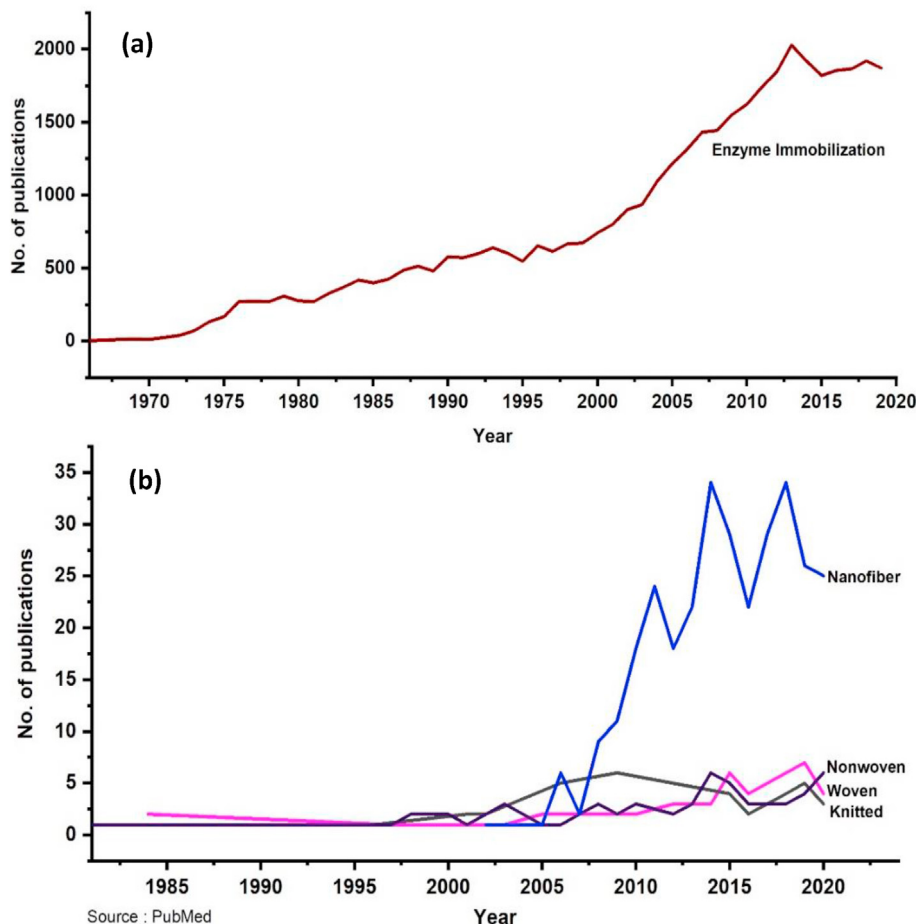 (a)
No. of publications
2000
1500
1000
500
0
Enzyme Immobilization
1970 1975 1980 1985 1990 1995 2000 2005 2010 2015 2020
Year
(b)
No. of publications
35
30
25
20
15
10
5
0
Nanofiber
Nonwoven
Woven
Knitted
1985 1990 1995 2000 2005 2010 2015 2020
Source : PubMed
Year